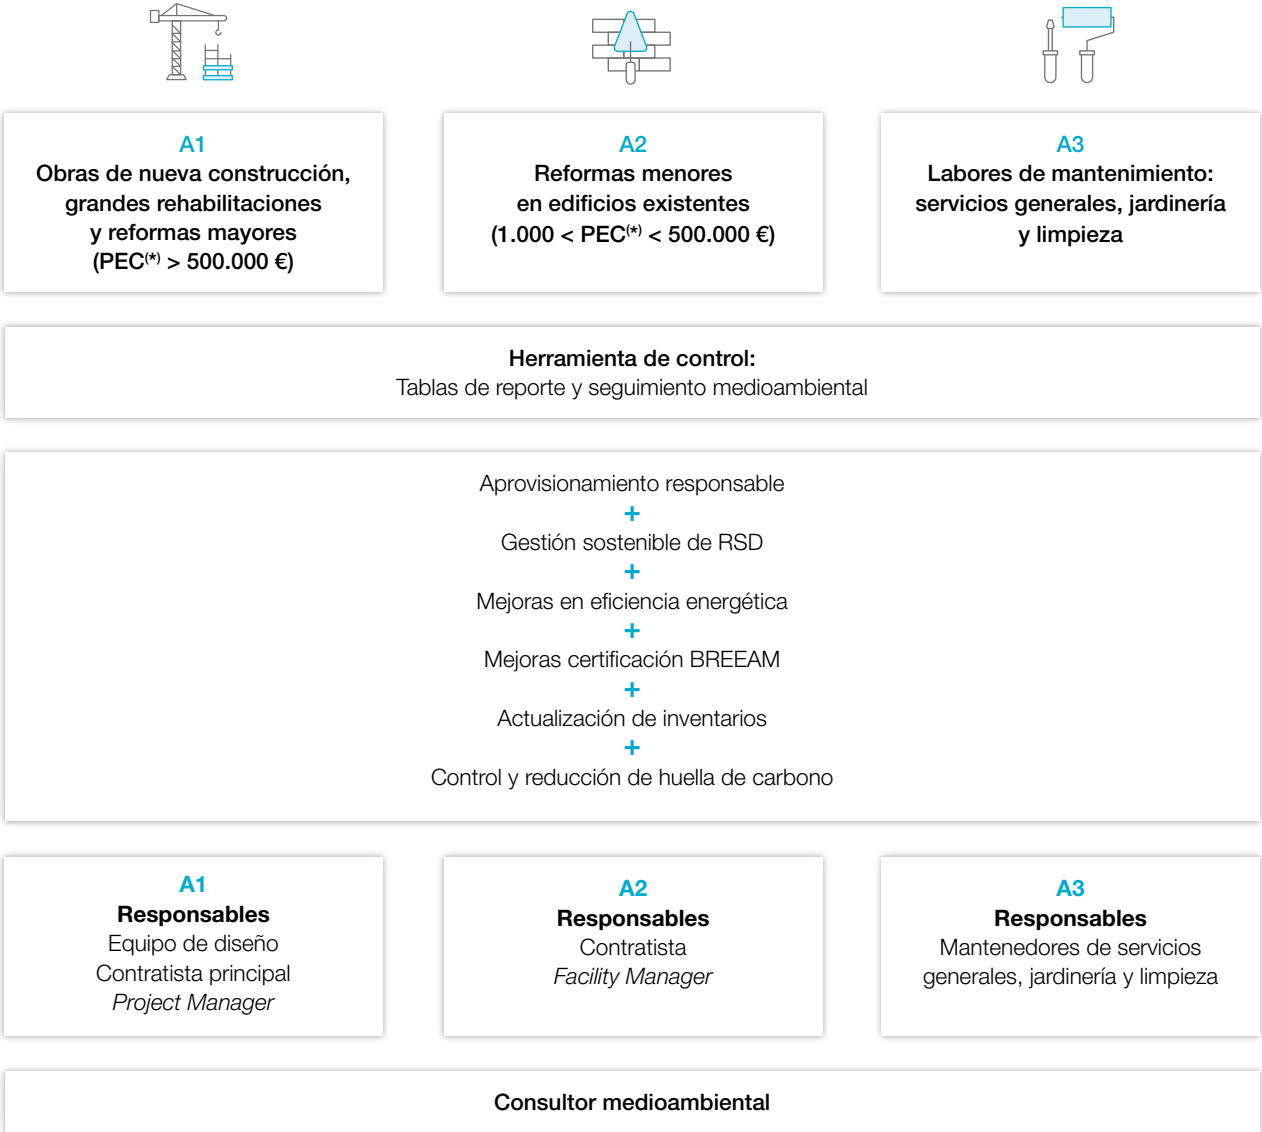 A1
Obras de nueva construcción,
grandes rehabilitaciones
y reformas mayores
(PEC(*) > 500.000 €)
A2
Reformas menores
en edificios existentes
(1.000 < PEC(*) < 500.000 €)
A3
Labores de mantenimiento:
servicios generales, jardinería
y limpieza
Herramienta de control:
Tablas de reporte y seguimiento medioambiental
Aprovisionamiento responsable
+
Gestión sostenible de RSD
+
Mejoras en eficiencia energética
+
Mejoras certificación BREEAM
+
Actualización de inventarios
+
Control y reducción de huella de carbono
A1
Responsables
Equipo de diseño
Contratista principal
Project Manager
A2
Responsables
Contratista
Facility Manager
A3
Responsables
Mantenedores de servicios
generales, jardinería y limpieza
Consultor medioambiental